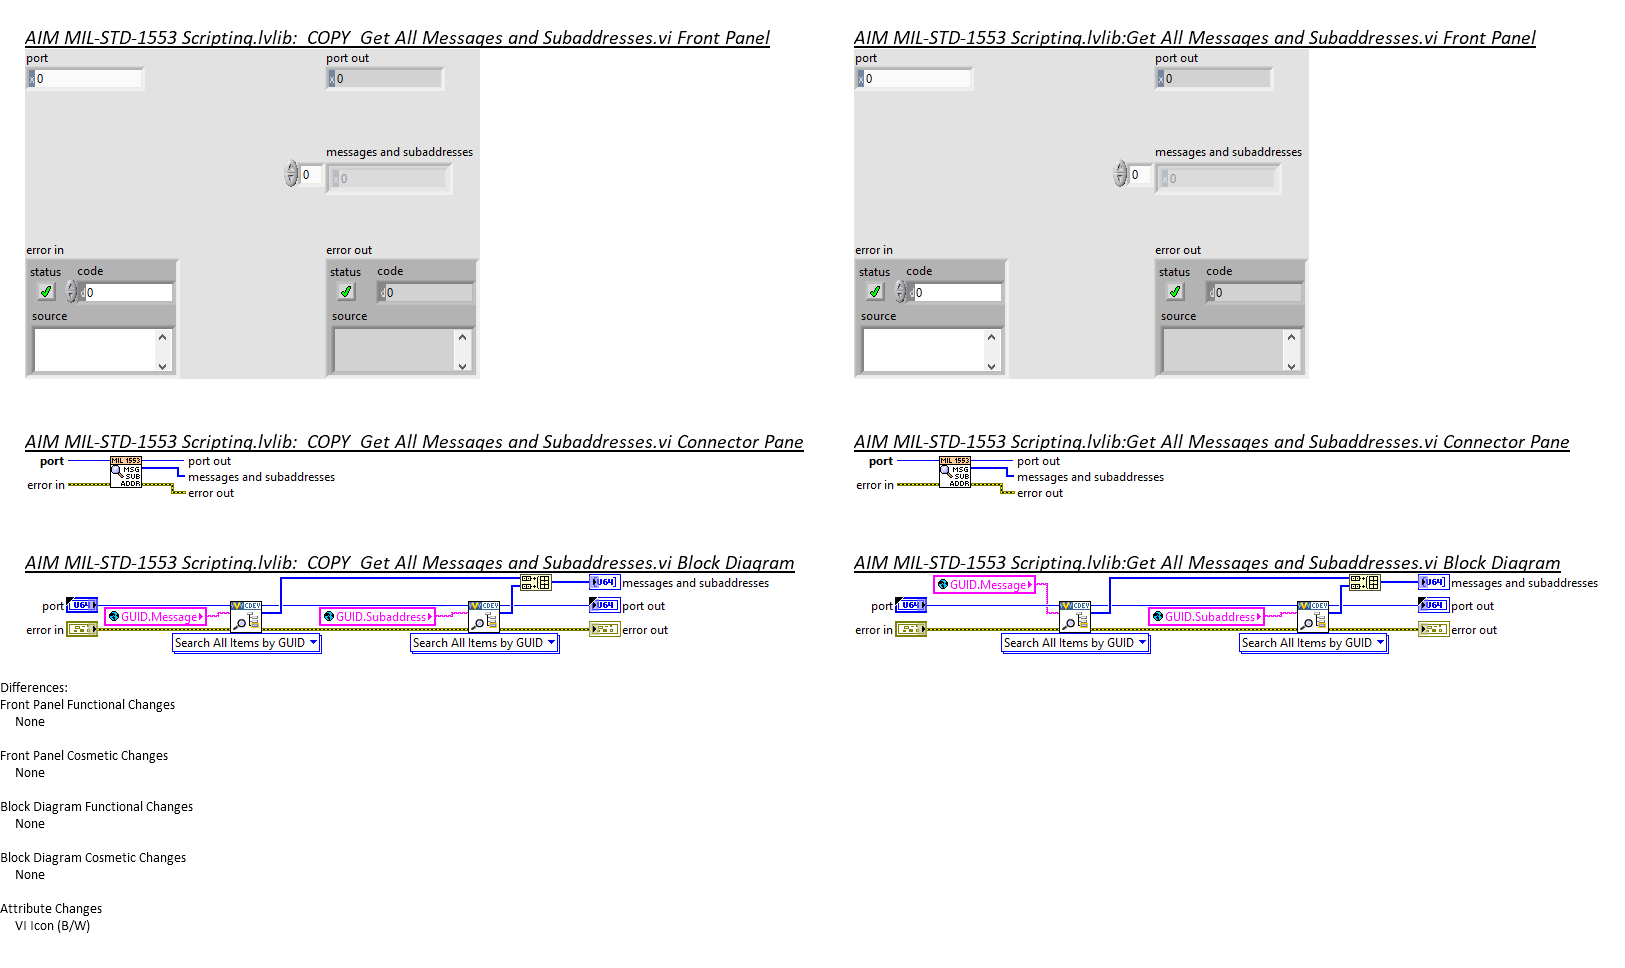 AIM MIL-STD-1553 Scripting.lvlib:  COPY  Get All Messages and Subaddresses.vi Front Panel
port
x 0
port out
x 0
messages and subaddresses
0
x 0
error in
status code
d 0
source
error out
status code
d 0
source
AIM MIL-STD-1553 Scripting.lvlib:Get All Messages and Subaddresses.vi Front Panel
port
x 0
port out
x 0
messages and subaddresses
0
x 0
error in
status code
d 0
source
error out
status code
d 0
source
AIM MIL-STD-1553 Scripting.lvlib:  COPY  Get All Messages and Subaddresses.vi Connector Pane
port
error in
MIL 1553
MSG
SUB
ADDR
port out
messages and subaddresses
error out
AIM MIL-STD-1553 Scripting.lvlib:Get All Messages and Subaddresses.vi Connector Pane
port
error in
MIL 1553
MSG
SUB
ADDR
port out
messages and subaddresses
error out
AIM MIL-STD-1553 Scripting.lvlib:  COPY  Get All Messages and Subaddresses.vi Block Diagram
U64 messages and subaddresses
port U64 CDEV CDEV U64 port out
GUID.Message GUID.Subaddress
error in error out
Search All Items by GUID Search All Items by GUID
AIM MIL-STD-1553 Scripting.lvlib:Get All Messages and Subaddresses.vi Block Diagram
GUID.Message U64 messages and subaddresses
port U64 CDEV CDEV U64 port out
GUID.Subaddress
error in error out
Search All Items by GUID Search All Items by GUID
Differences:
Front Panel Functional Changes
None
Front Panel Cosmetic Changes
None
Block Diagram Functional Changes
None
Block Diagram Cosmetic Changes
None
Attribute Changes
VI Icon (B/W)